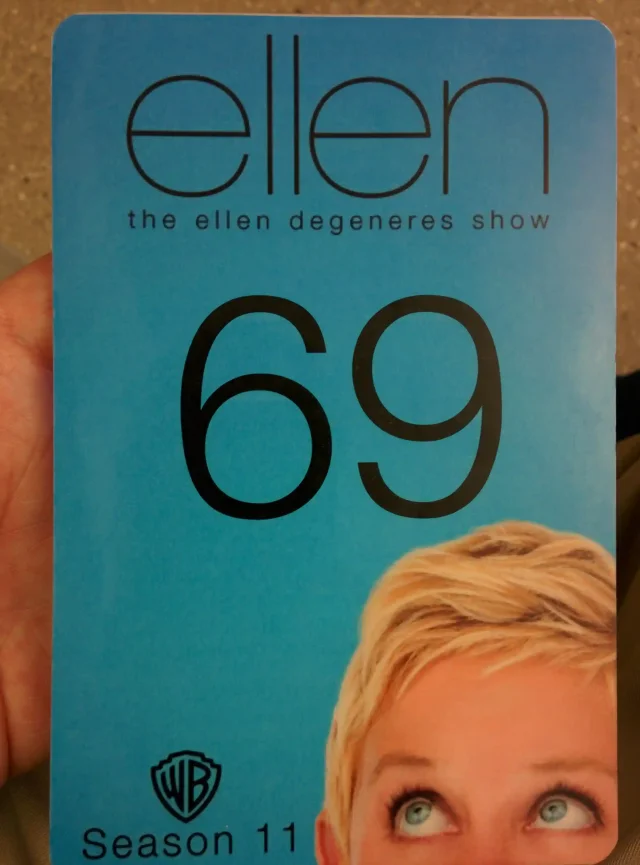 ellen
the ellen degeneres show
69
WB
Season 11